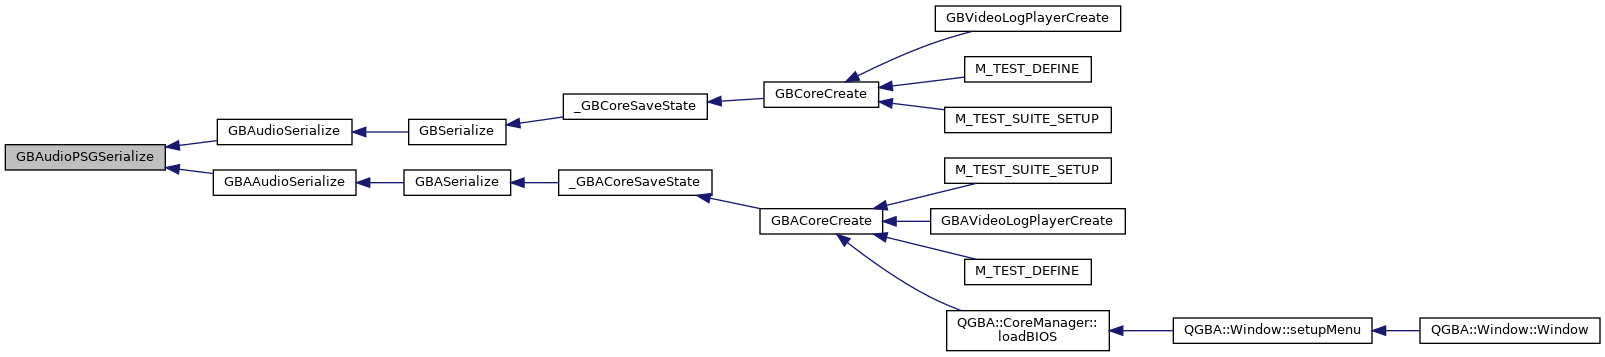 GBVideoLogPlayerCreate
M_TEST_DEFINE
GBCoreCreate
_GBCoreSaveState
M_TEST_SUITE_SETUP
GBAudioSerialize
GBSerialize
GBAudioPSGSerialize
M_TEST_SUITE_SETUP
GBAAudioSerialize
GBASerialize
_GBACoreSaveState
GBACoreCreate
GBAVideoLogPlayerCreate
M_TEST_DEFINE
QGBA::CoreManager::
loadBIOS
QGBA::Window::setupMenu
QGBA::Window::Window